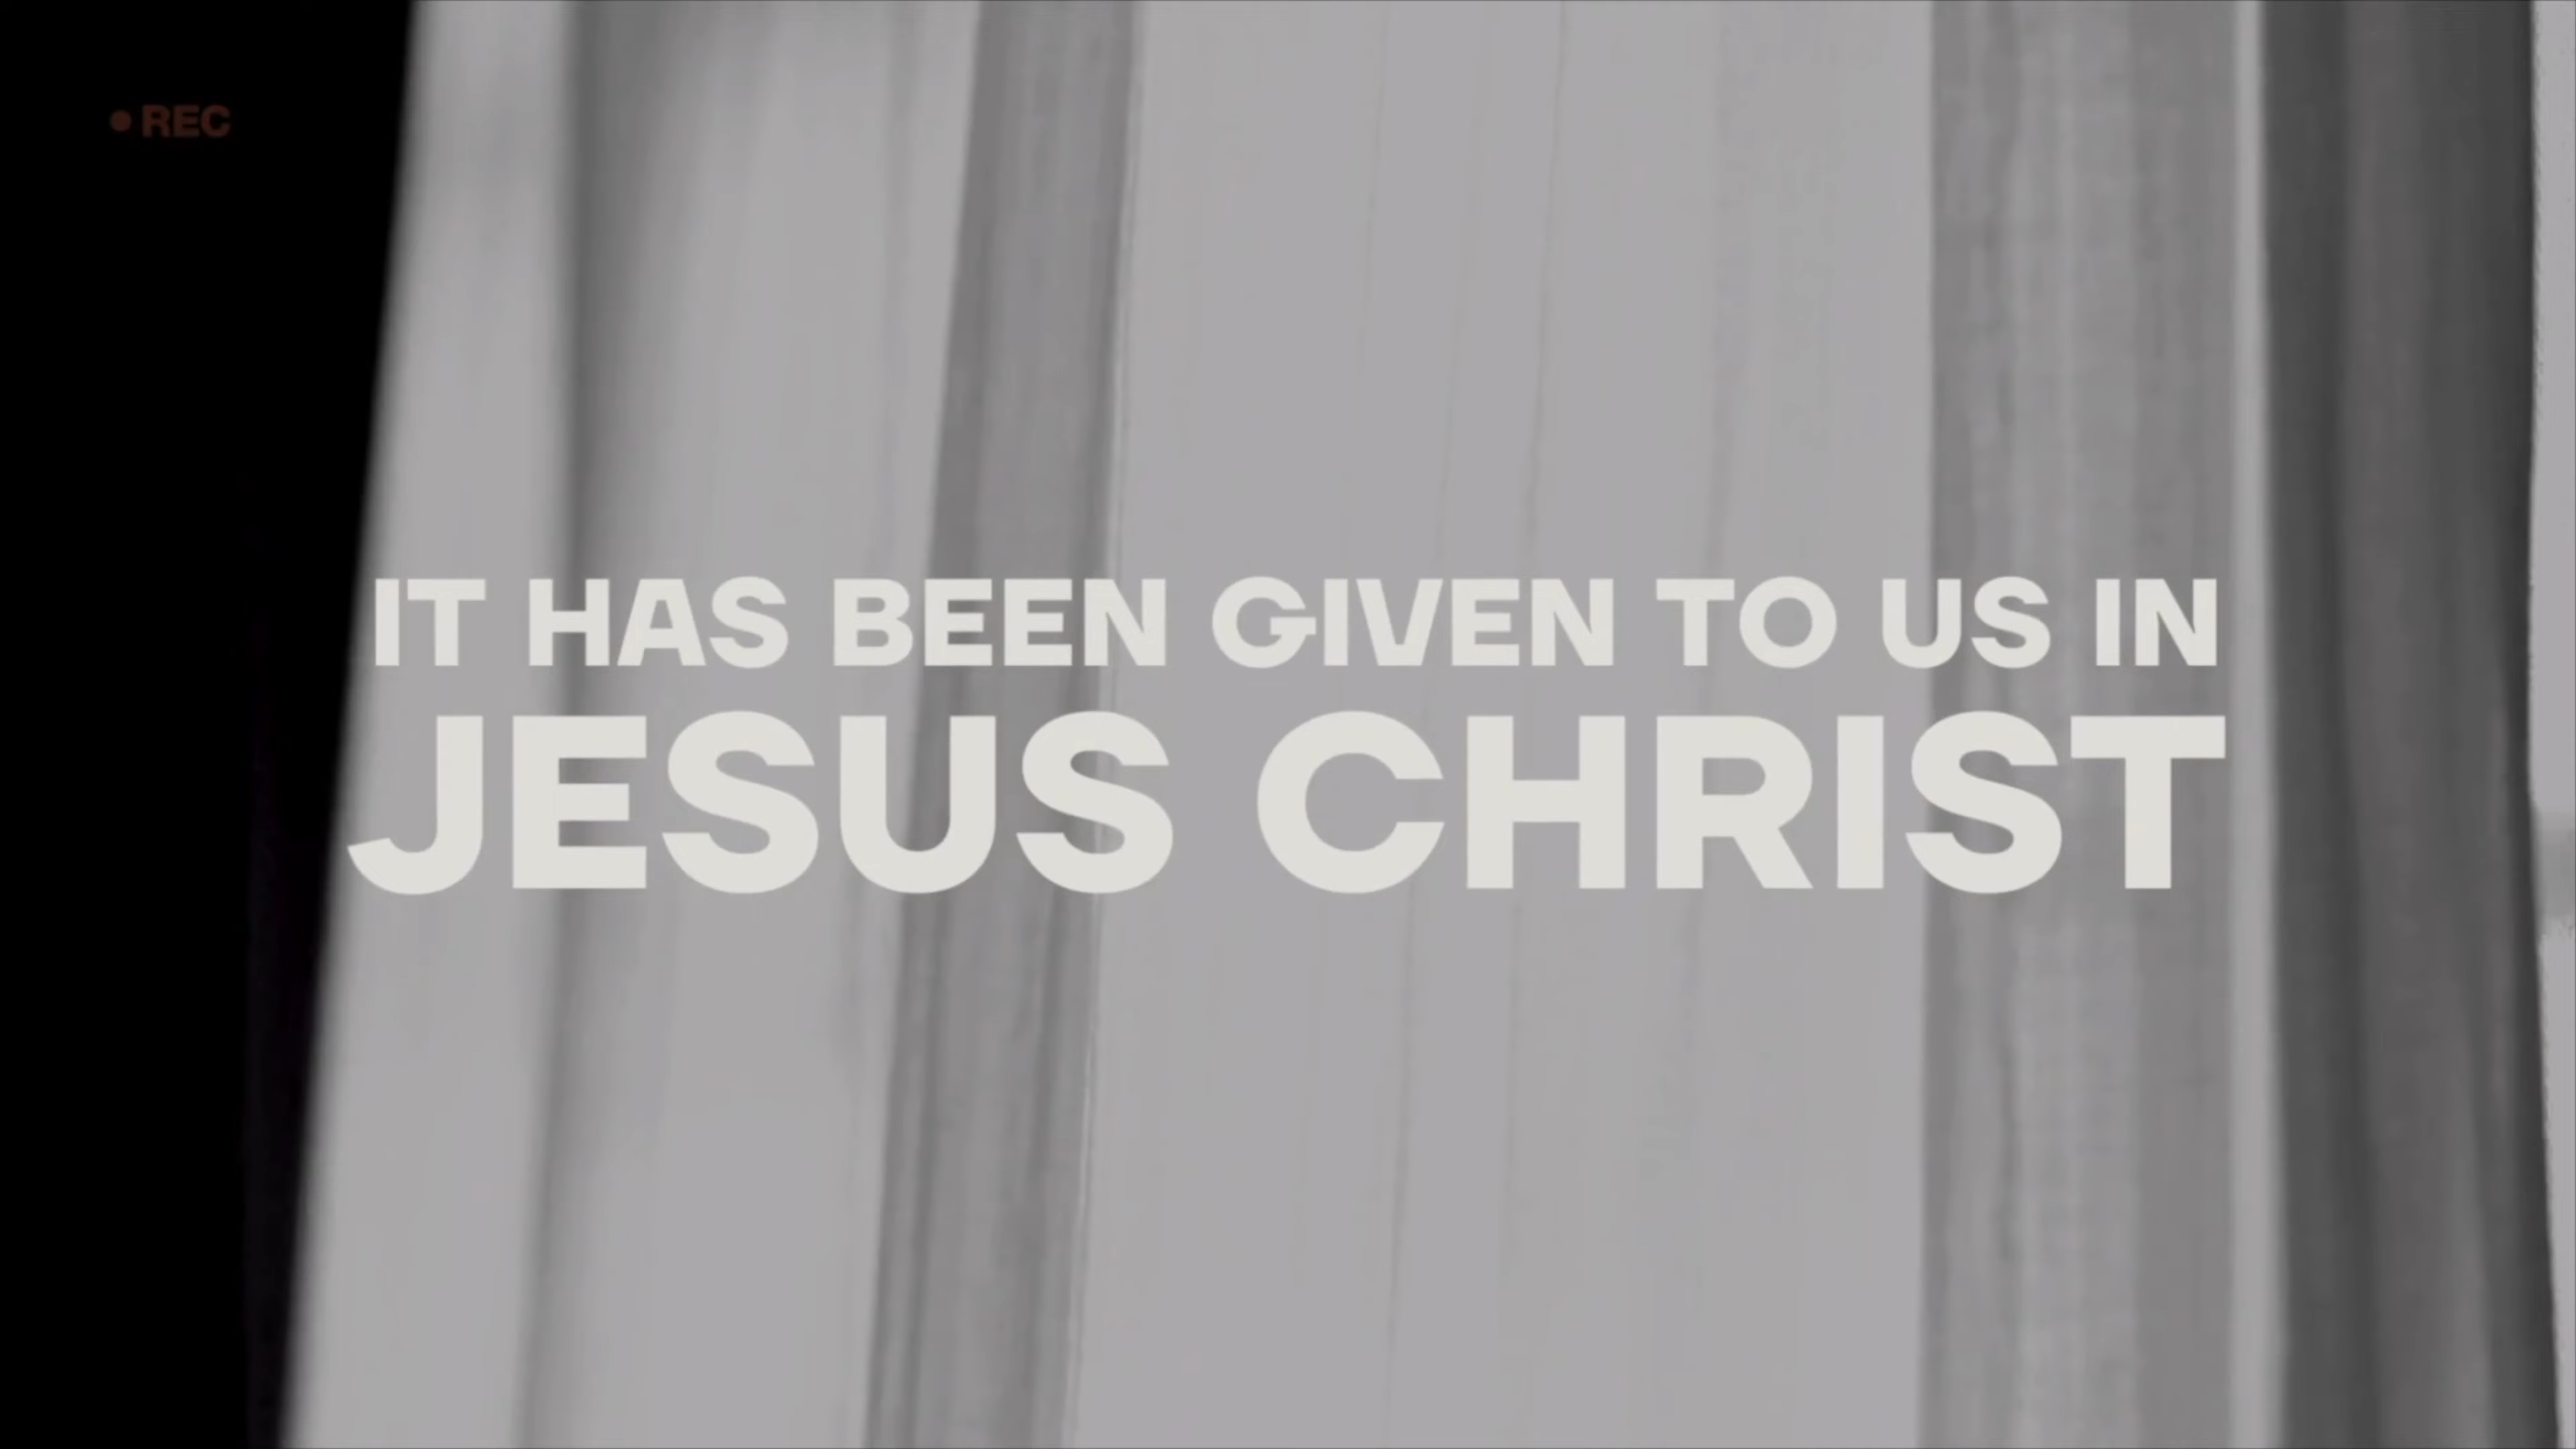 ● REC
IT HAS BEEN GIVEN TO US IN
JESUS CHRIST